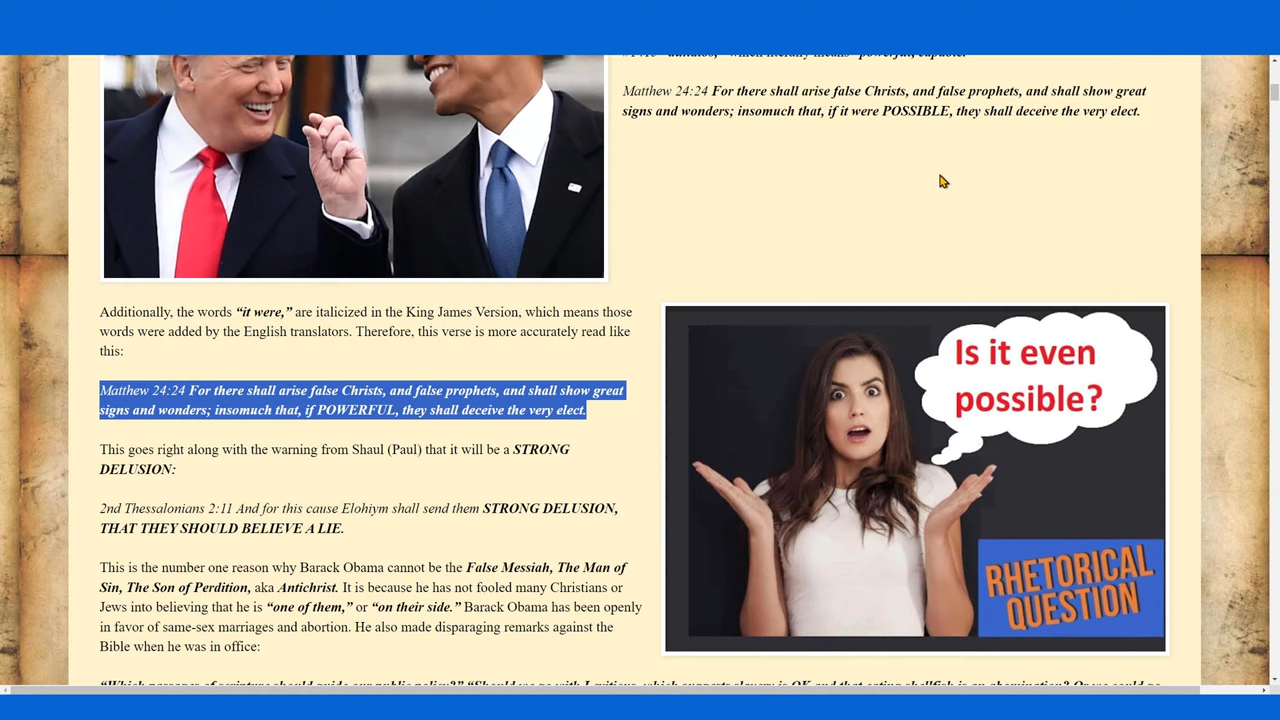 Matthew 24:24 For there shall arise false Christs, and false prophets, and shall show great
signs and wonders; insomuch that, if it were POSSIBLE, they shall deceive the very elect.
Additionally, the words “it were,” are italicized in the King James Version, which means those
words were added by the English translators. Therefore, this verse is more accurately read like
this:
Matthew 24:24 For there shall arise false Christs, and false prophets, and shall show great
signs and wonders; insomuch that, if POWERFUL, they shall deceive the very elect.
This goes right along with the warning from Shaul (Paul) that it will be a STRONG
DELUSION:
2nd Thessalonians 2:11 And for this cause Elohiym shall send them STRONG DELUSION,
THAT THEY SHOULD BELIEVE A LIE.
This is the number one reason why Barack Obama cannot be the False Messiah, The Man of
Sin, The Son of Perdition, aka Antichrist. It is because he has not fooled many Christians or
Jews into believing that he is “one of them,” or “on their side.” Barack Obama has been openly
in favor of same-sex marriages and abortion. He also made disparaging remarks against the
Bible when he was in office:
Is it even
possible?
RHETORICAL
QUESTION